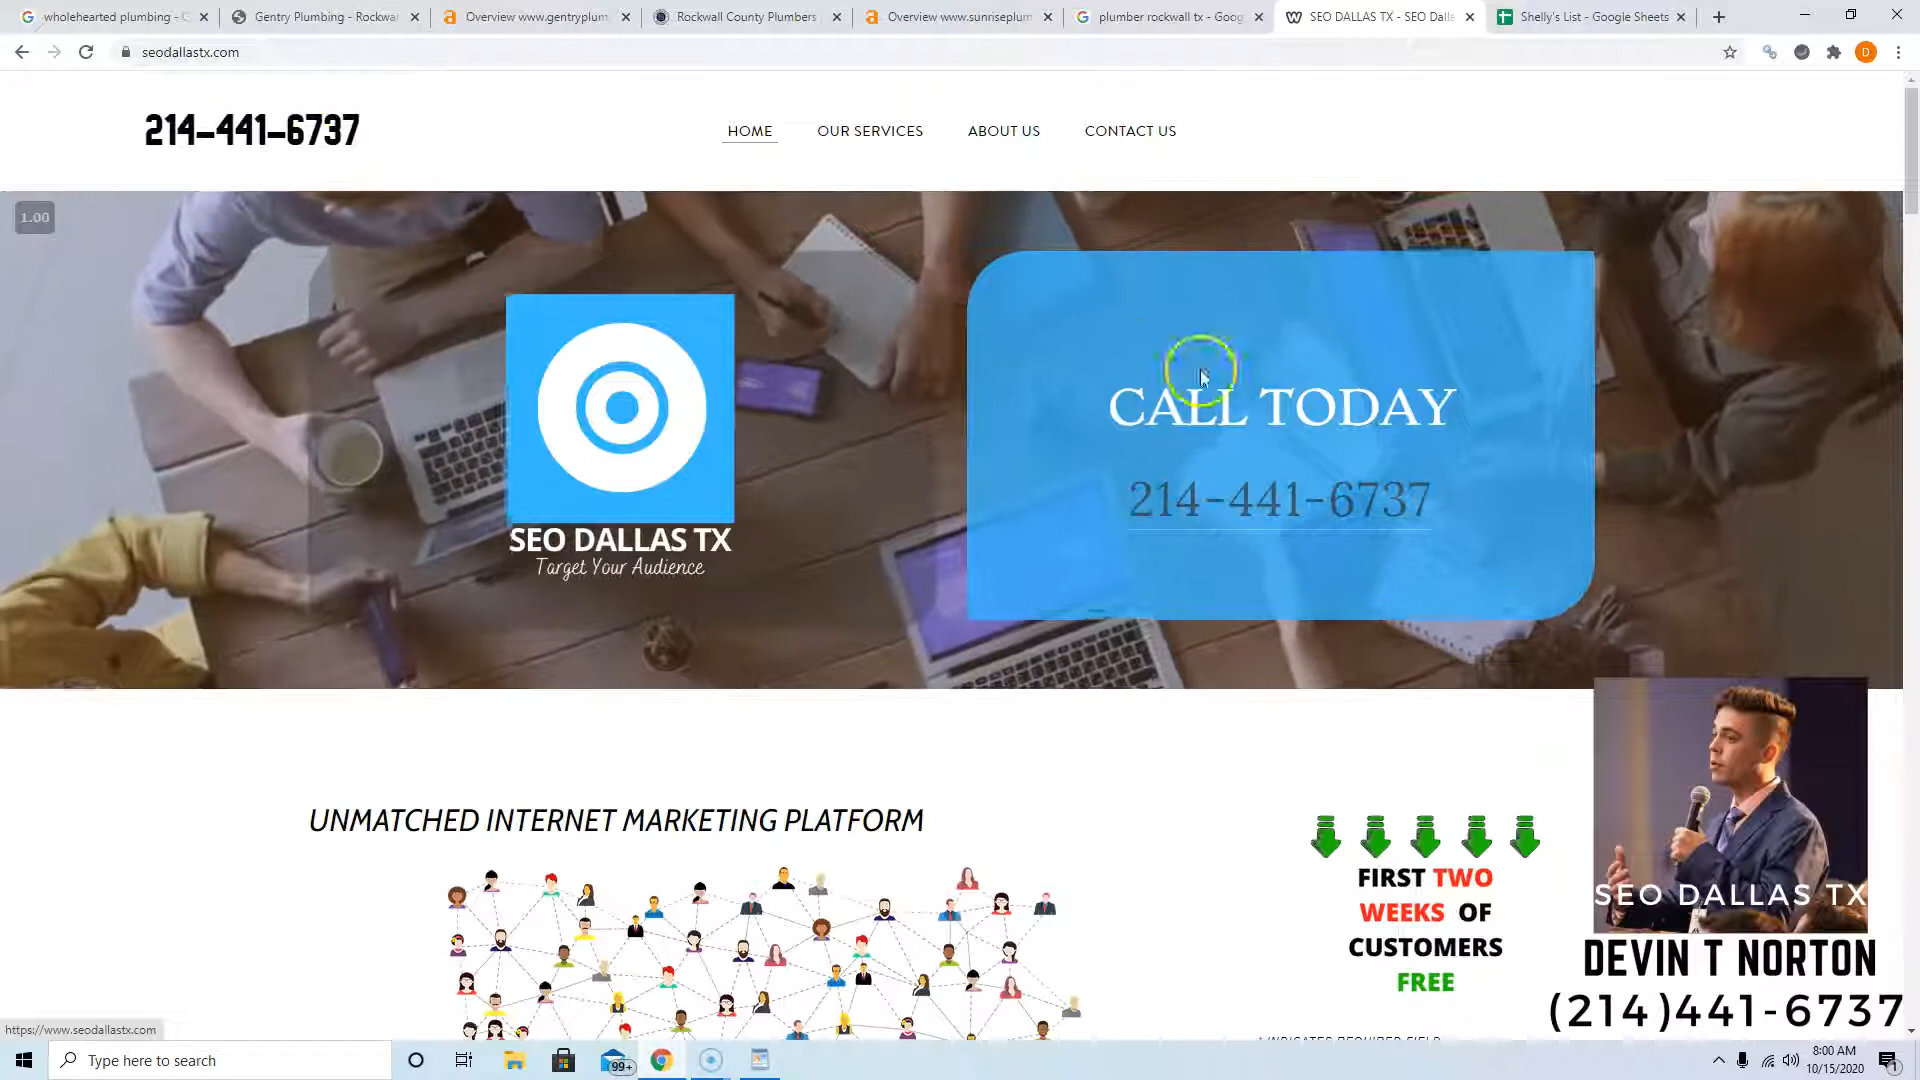 wholehearted plumbing - G
Gentry Plumbing - Rockwa
Overview www.gentryplum
Rockwall County Plumbers
Overview www.sunriseplum
plumber rockwall tx - Goog
SEO DALLAS TX - SEO Dalla
Shelly's List - Google Sheets
seodallastx.com
D
214-441-6737
HOME
OUR SERVICES
ABOUT US
CONTACT US
1.00
CALL TODAY
214-441-6737
SEO DALLAS TX
Target Your Audience
UNMATCHED INTERNET MARKETING PLATFORM
FIRST TWO
WEEKS OF
CUSTOMERS
FREE
* INDICATES REQUIRED FIELD
SEO DALLAS TX
DEVIN T NORTON
(214)441-6737
https://www.seodallastx.com
Type here to search
99+
8:00 AM
10/15/2020
1